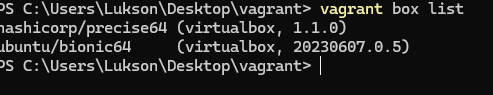 PS C:\Users\Lukson\Desktop\vagrant> vagrant box list
hashicorp/precise64 (virtualbox, 1.1.0)
ubuntu/bionic64     (virtualbox, 20230607.0.5)
PS C:\Users\Lukson\Desktop\vagrant>